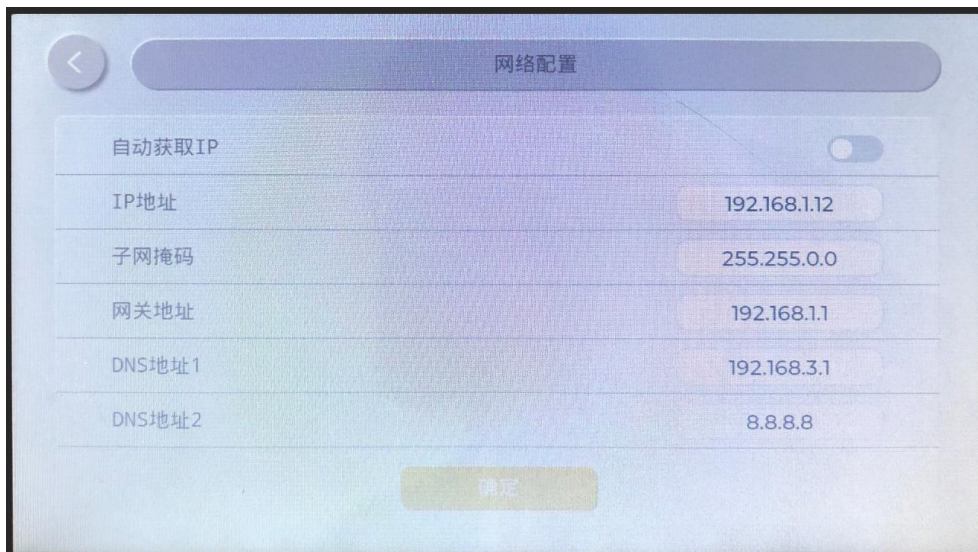 网络配置
自动获取IP
IP地址 192.168.1.12
子网掩码 255.255.0.0
网关地址 192.168.1.1
DNS地址1 192.168.3.1
DNS地址2 8.8.8.8
确定